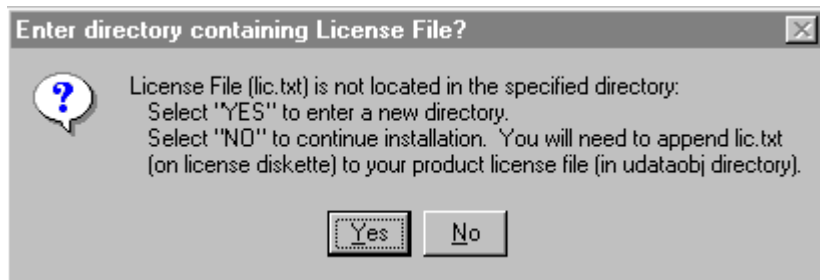 Enter directory containing License File?
License File (lic.txt) is not located in the specified directory:
Select "YES" to enter a new directory.
Select "NO" to continue installation. You will need to append lic.txt
(on license diskette) to your product license file (in udataobj directory).
Yes No